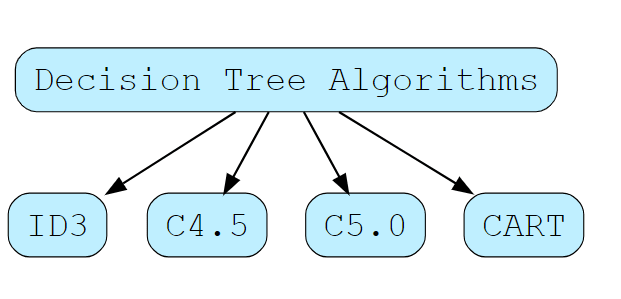 Decision Tree Algorithms
ID3
C4.5
C5.0
CART